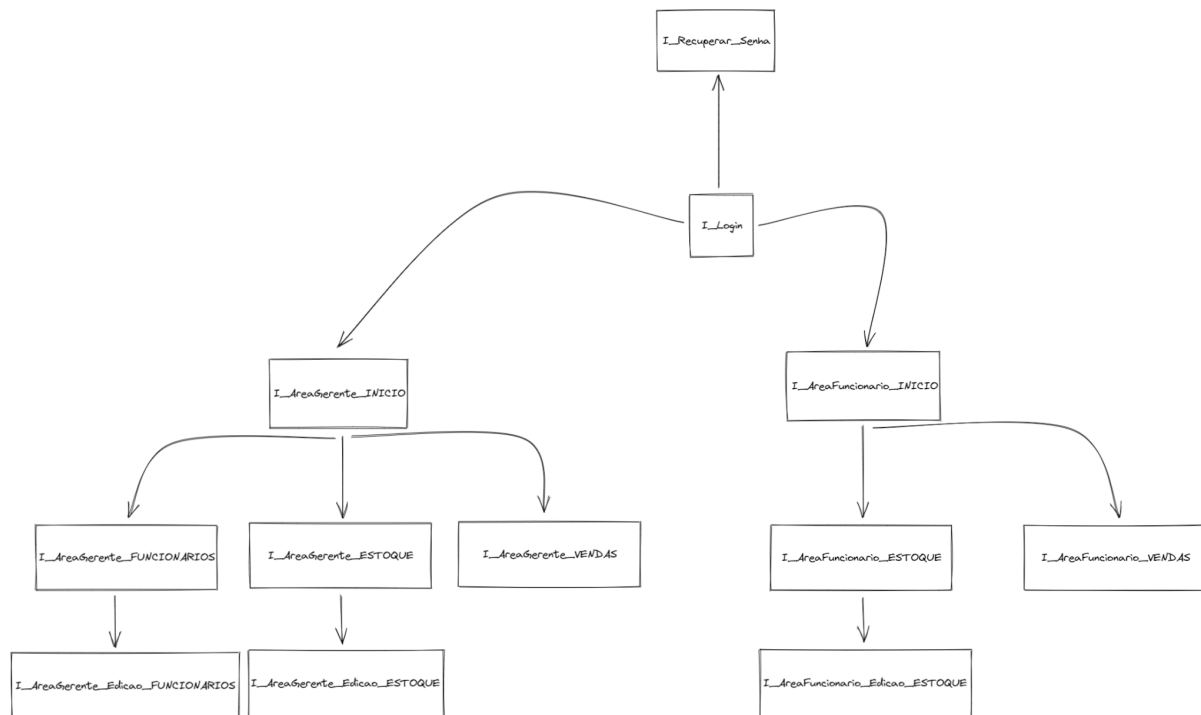 I_Recuperar_Senha
I_Login
I_AreaGerente_INICIO
I_AreaFuncionario_INICIO
I_AreaGerente_FUNCIONARIOS
I_AreaGerente_ESTOQUE
I_AreaGerente_VENDAS
I_AreaFuncionario_ESTOQUE
I_AreaFuncionario_VENDAS
I_AreaGerente_Edicao_FUNCIONARIOS
I_AreaGerente_Edicao_ESTOQUE
I_AreaFuncionario_Edicao_ESTOQUE